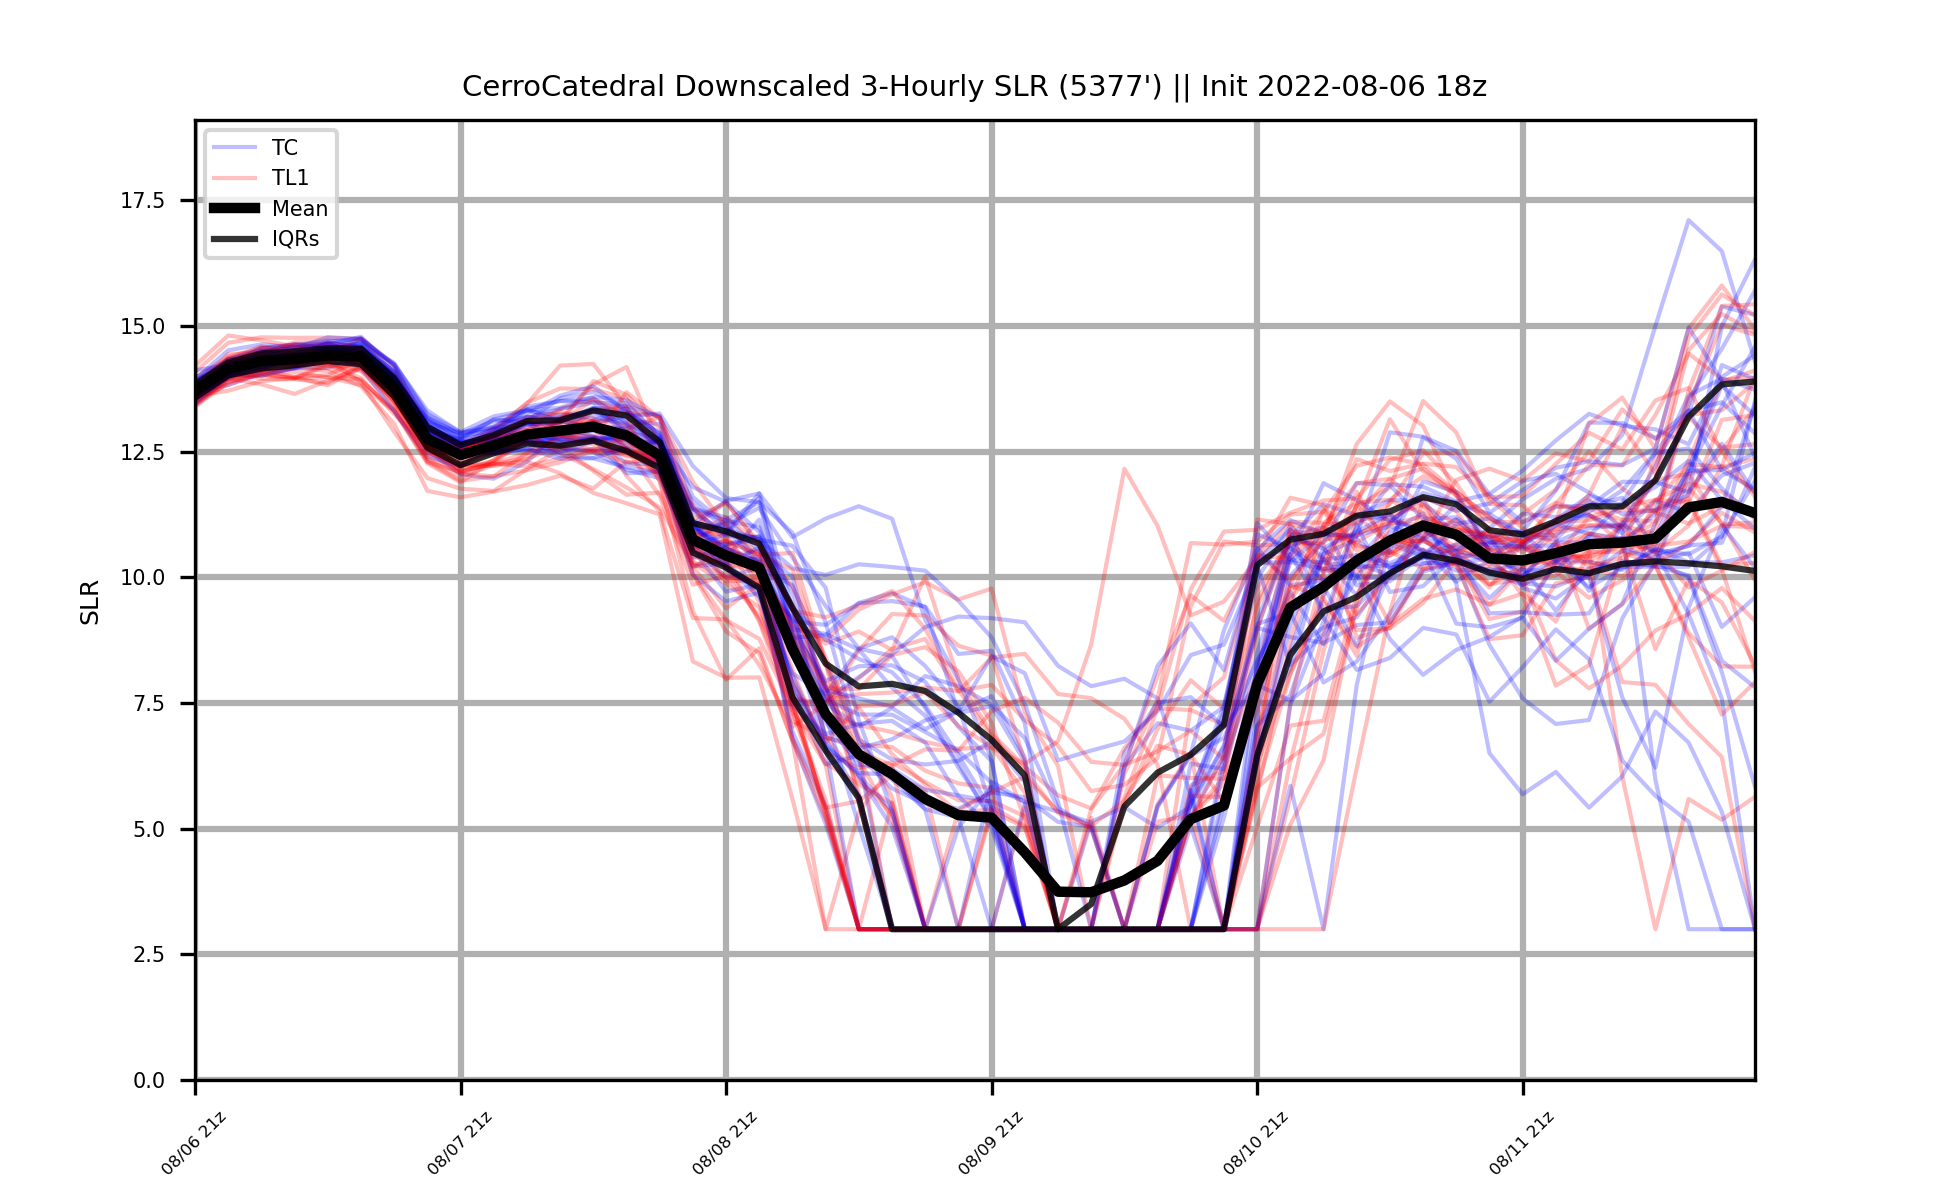 CerroCatedral Downscaled 3-Hourly SLR (5377') || Init 2022-08-06 18z
TC
TL1
Mean
IQRs
SLR
17.5
15.0
12.5
10.0
7.5
5.0
2.5
0.0
08/06 21z
08/07 21z
08/08 21z
08/09 21z
08/10 21z
08/11 21z